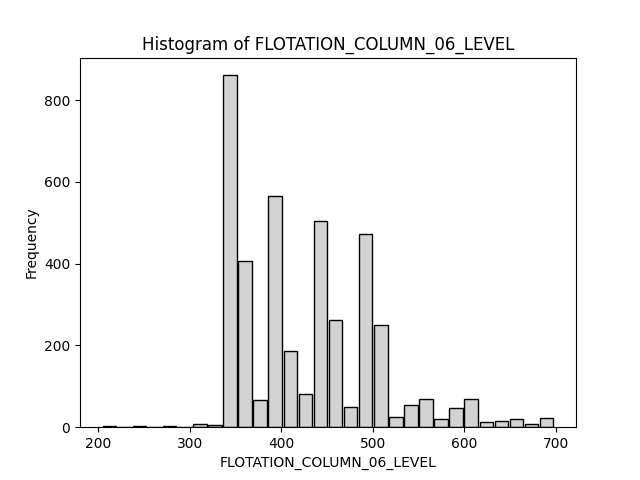 Histogram of FLOTATION_COLUMN_06_LEVEL
800
600
400
200
0
Frequency
200 300 400 500 600 700
FLOTATION_COLUMN_06_LEVEL